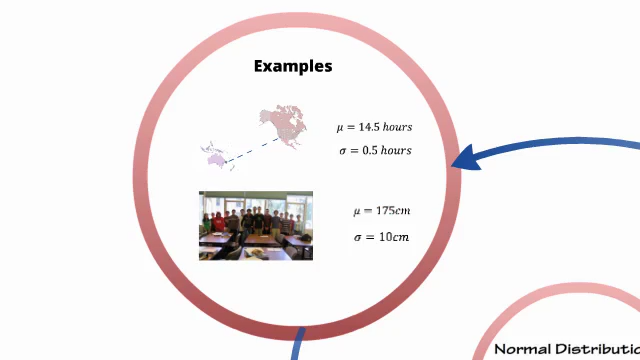 Examples
μ = 14.5 hours
σ = 0.5 hours
μ = 175cm
σ = 10cm
Normal Distributio